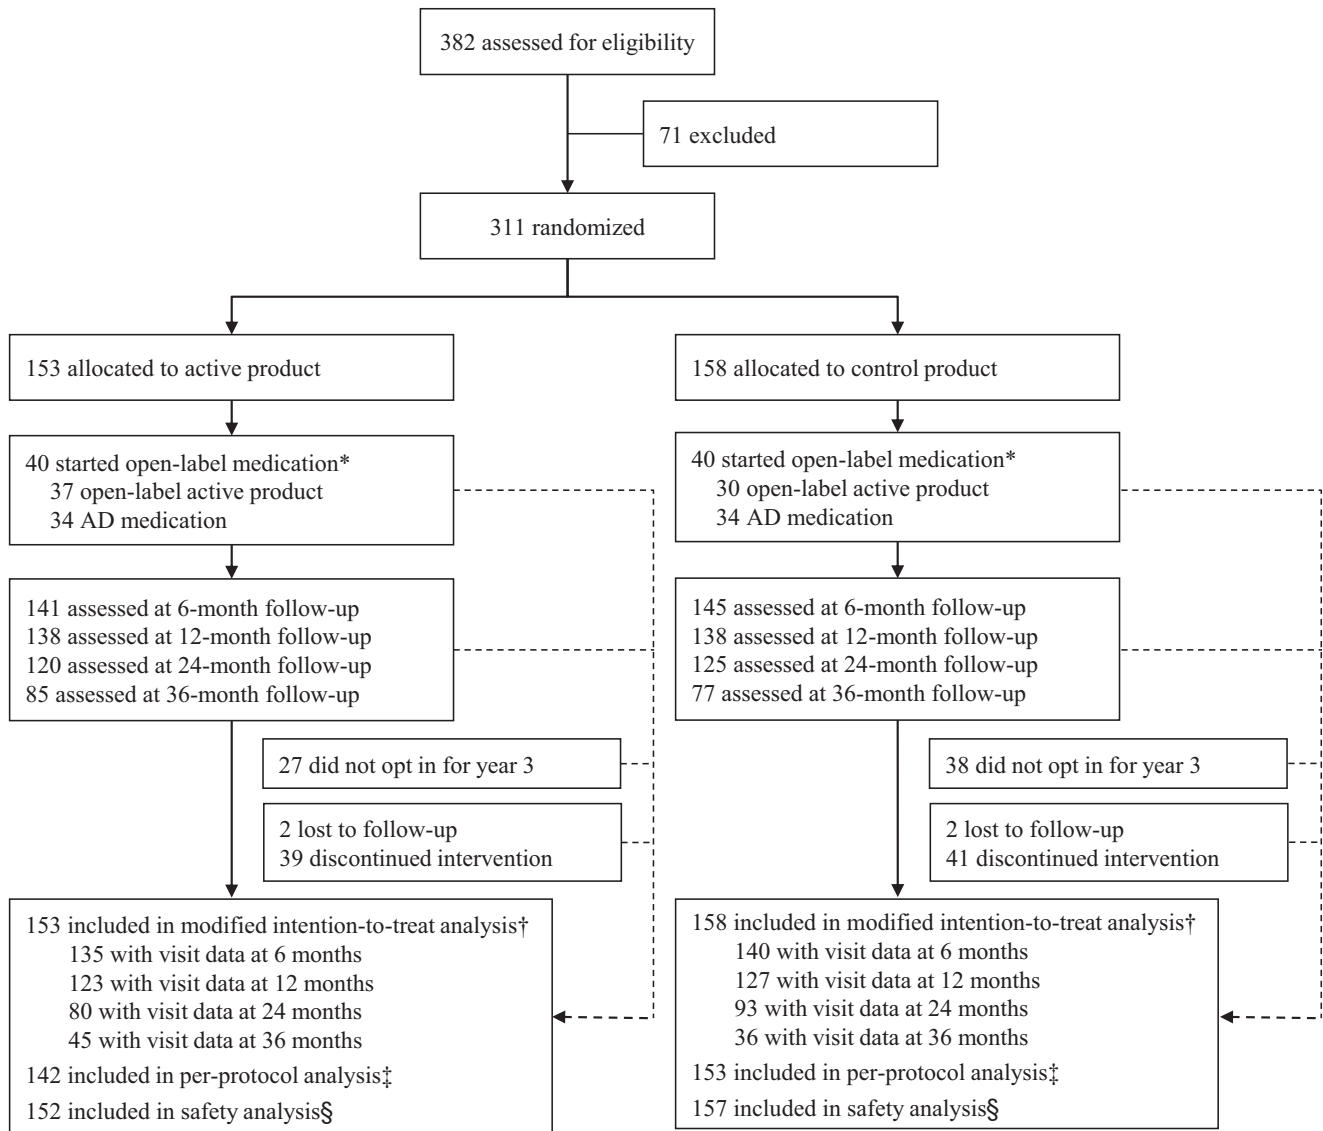 382 assessed for eligibility
71 excluded
311 randomized
153 allocated to active product
158 allocated to control product
40 started open-label medication*
37 open-label active product
34 AD medication
40 started open-label medication*
30 open-label active product
34 AD medication
141 assessed at 6-month follow-up
138 assessed at 12-month follow-up
120 assessed at 24-month follow-up
85 assessed at 36-month follow-up
145 assessed at 6-month follow-up
138 assessed at 12-month follow-up
125 assessed at 24-month follow-up
77 assessed at 36-month follow-up
27 did not opt in for year 3
38 did not opt in for year 3
2 lost to follow-up
39 discontinued intervention
2 lost to follow-up
41 discontinued intervention
153 included in modified intention-to-treat analysis†
135 with visit data at 6 months
123 with visit data at 12 months
80 with visit data at 24 months
45 with visit data at 36 months
142 included in per-protocol analysis‡
152 included in safety analysis§
158 included in modified intention-to-treat analysis†
140 with visit data at 6 months
127 with visit data at 12 months
93 with visit data at 24 months
36 with visit data at 36 months
153 included in per-protocol analysis‡
157 included in safety analysis§